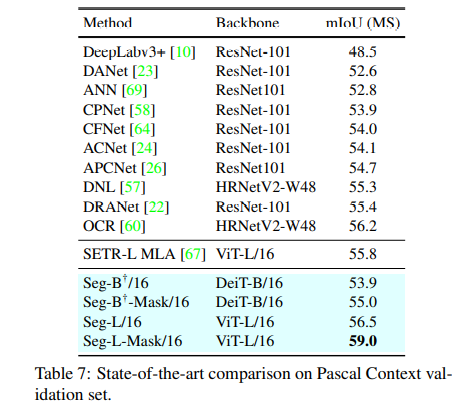 Method Backbone mIoU (MS)
DeepLabv3+ [10] ResNet-101 48.5
DANet [23] ResNet-101 52.6
ANN [69] ResNet101 52.8
CPNet [58] ResNet-101 53.9
CFNet [64] ResNet-101 54.0
ACNet [24] ResNet-101 54.1
APCNet [26] ResNet101 54.7
DNL [57] HRNetV2-W48 55.3
DRANet [22] ResNet-101 55.4
OCR [60] HRNetV2-W48 56.2
SETR-L MLA [67] ViT-L/16 55.8
Seg-B†/16 DeiT-B/16 53.9
Seg-B†-Mask/16 DeiT-B/16 55.0
Seg-L/16 ViT-L/16 56.5
Seg-L-Mask/16 ViT-L/16 59.0
Table 7: State-of-the-art comparison on Pascal Context val-
idation set.